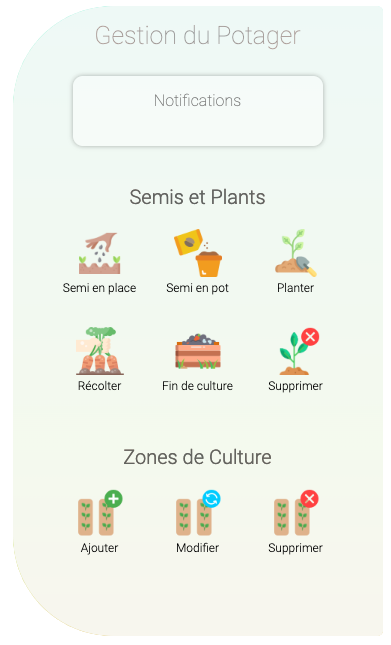 Gestion du Potager
Notifications
Semis et Plants
Semi en place
Semi en pot
Planter
Récolter
Fin de culture
Supprimer
Zones de Culture
Ajouter
Modifier
Supprimer